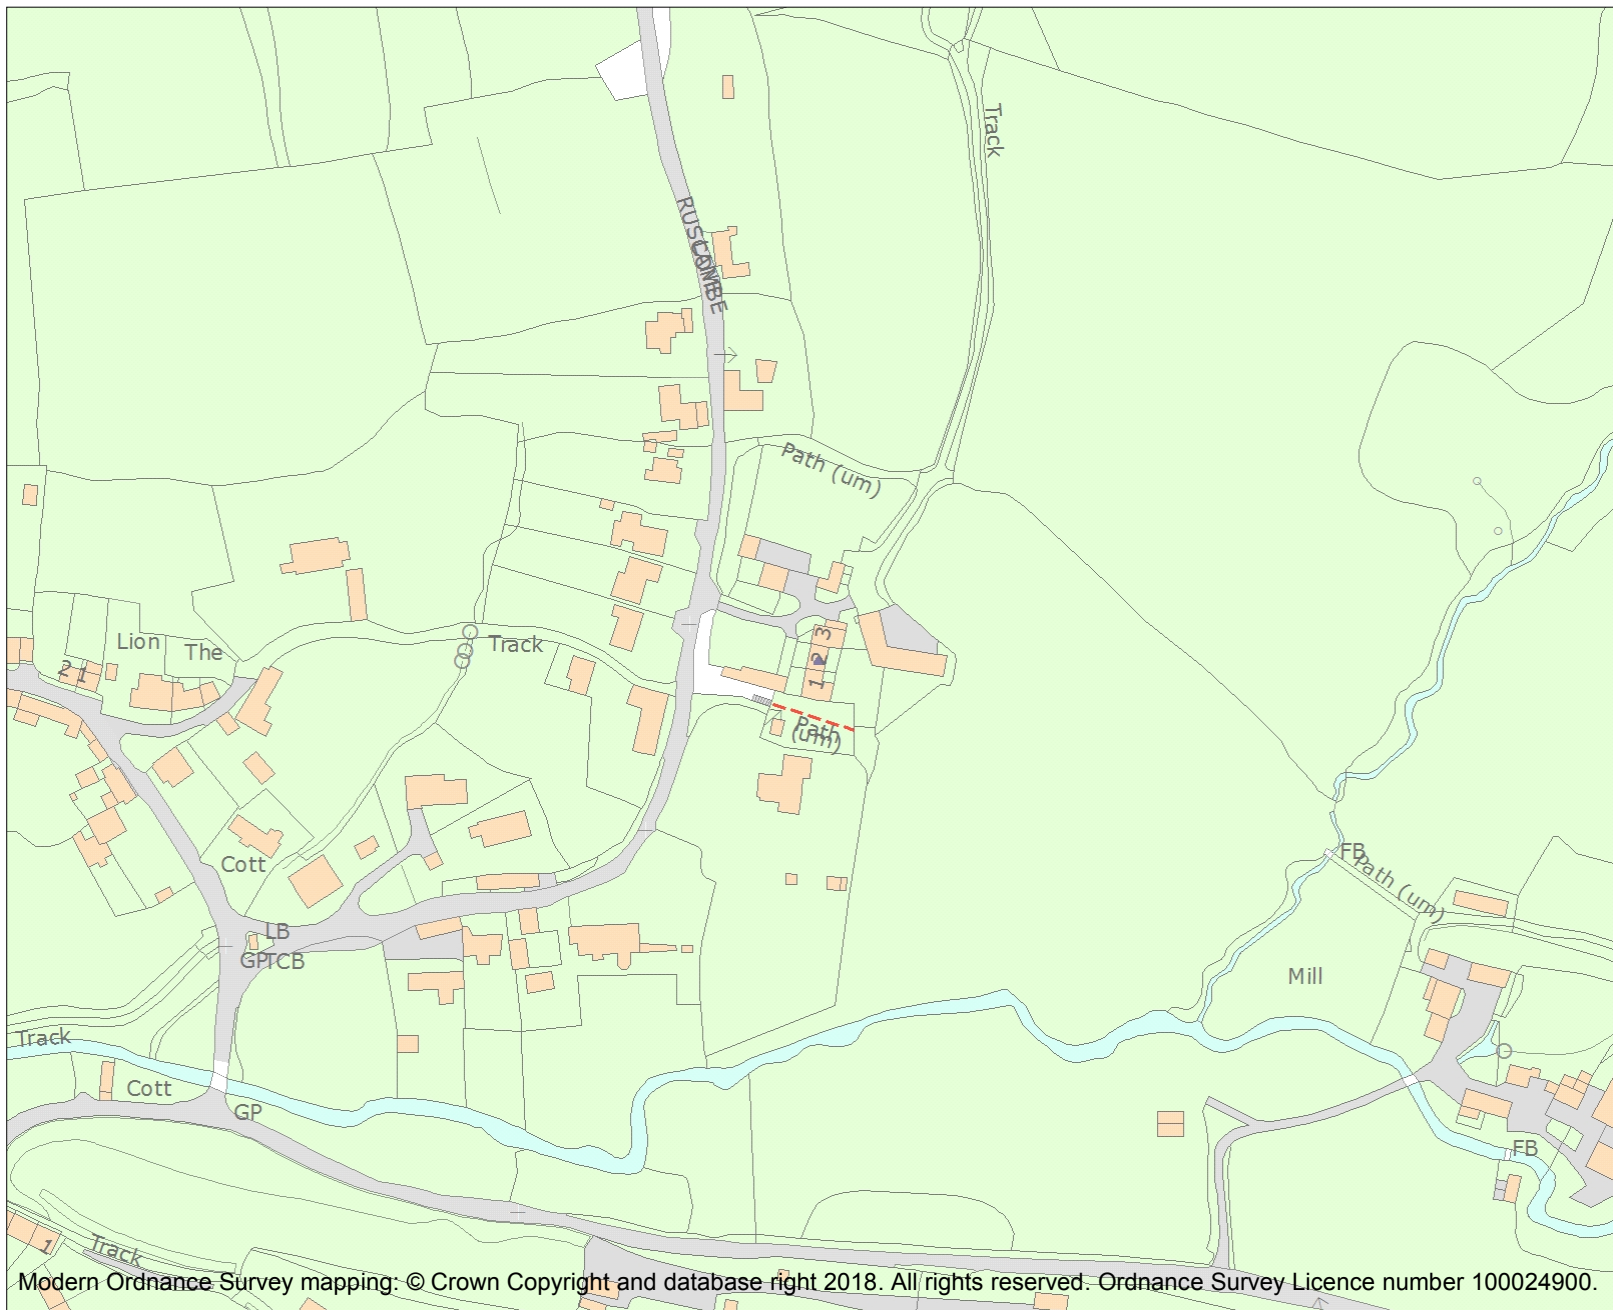 Track
RUSCOMBE
LANE
Path (um)
Lion
The
Track
2
1
3
2
1
Path
(um)
Cott
LB
GP
TCB
FB
Path (um)
Mill
Track
Cott
GP
FB
1
Track
Modern Ordnance Survey mapping: © Crown Copyright and database right 2018. All rights reserved. Ordnance Survey Licence number 100024900.